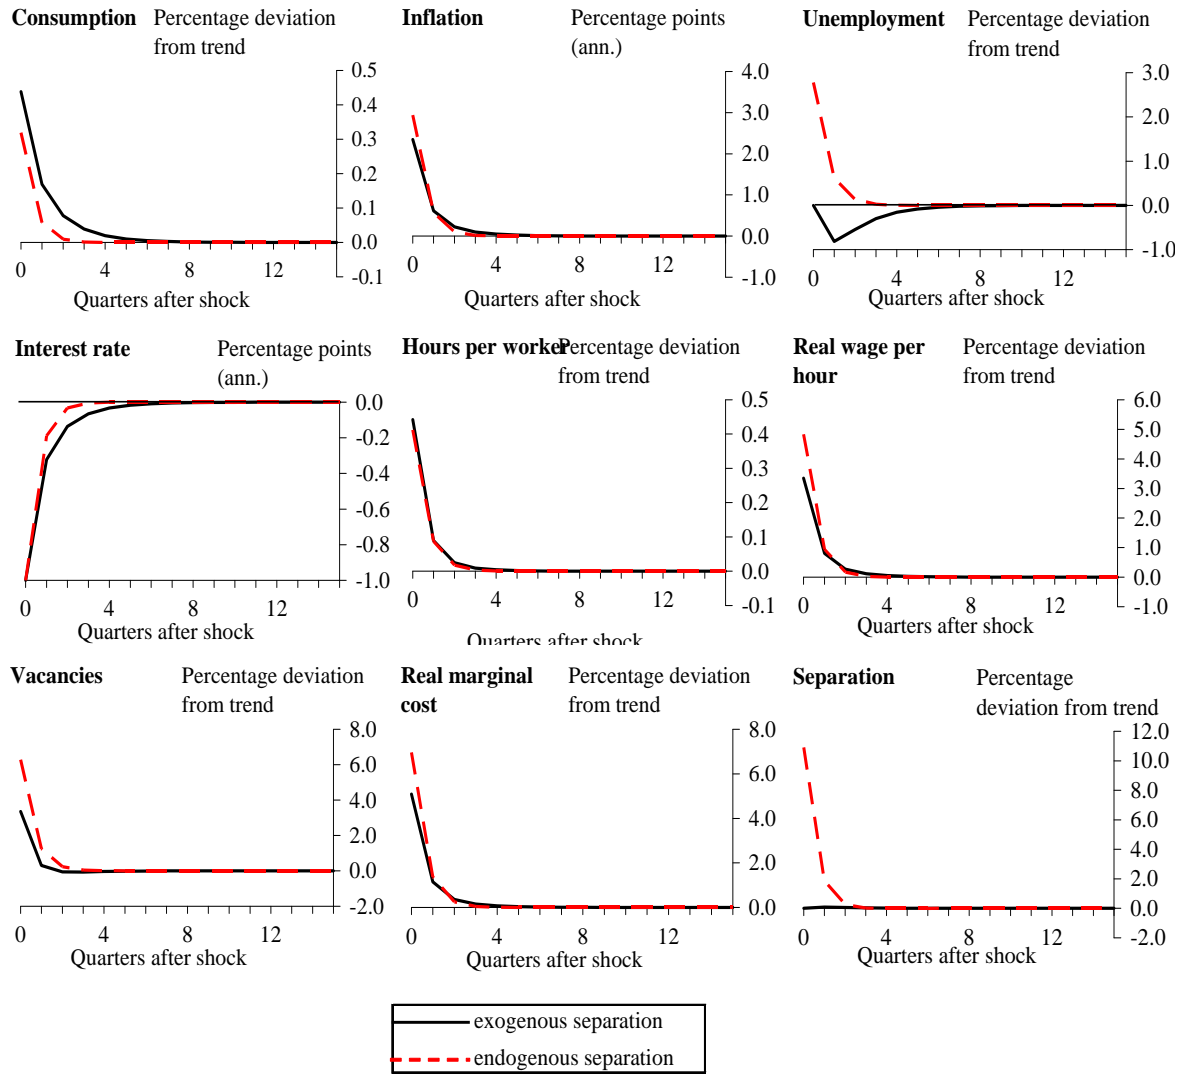 Consumption Percentage deviation
from trend
0.5
0.4
0.3
0.2
0.1
0.0
-0.1
0 4 8 12
Quarters after shock
Inflation Percentage points
(ann.)
4.0
3.0
2.0
1.0
0.0
-1.0
0 4 8 12
Quarters after shock
Unemployment Percentage deviation
from trend
3.0
2.0
1.0
0.0
-1.0
0 4 8 12
Quarters after shock
Interest rate Percentage points
(ann.)
0.0
-0.2
-0.4
-0.6
-0.8
-1.0
0 4 8 12
Quarters after shock
Hours per worker Percentage deviation
from trend
0.5
0.4
0.3
0.2
0.1
0.0
-0.1
0 4 8 12
Quarters after shock
Real wage per Percentage deviation
hour from trend
6.0
5.0
4.0
3.0
2.0
1.0
0.0
-1.0
0 4 8 12
Quarters after shock
Vacancies Percentage deviation
from trend
8.0
6.0
4.0
2.0
0.0
-2.0
0 4 8 12
Quarters after shock
Real marginal Percentage deviation
cost from trend
8.0
6.0
4.0
2.0
0.0
0 4 8 12
Quarters after shock
Separation Percentage
deviation from trend
12.0
10.0
8.0
6.0
4.0
2.0
0.0
-2.0
0 4 8 12
Quarters after shock
exogenous separation
endogenous separation